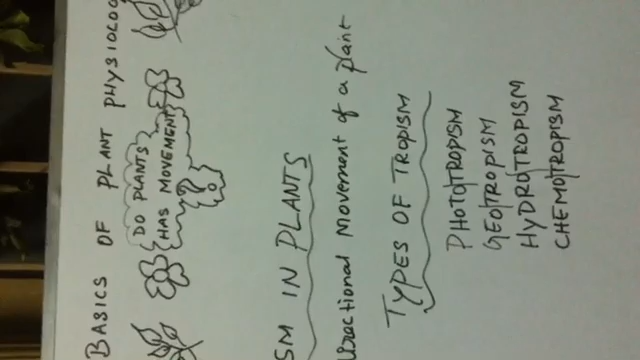 BASICS OF PLANT PHYSIOLOG
DO PLANTS
HAS MOVEMENT
SM IN PLANTS
directional Movement of a plant
TYPES OF TROPISM
PHOTOTROPISM
GEOTROPISM
HYDROTROPISM
CHEMOTROPISM